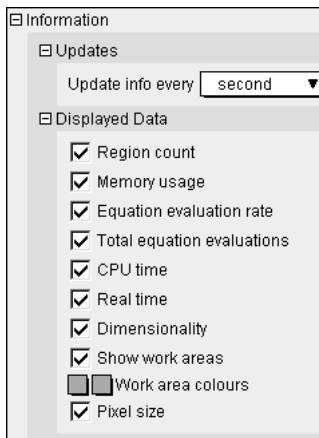 Information
Updates
Update info every second
Displayed Data
Region count
Memory usage
Equation evaluation rate
Total equation evaluations
CPU time
Real time
Dimensionality
Show work areas
Work area colours
Pixel size